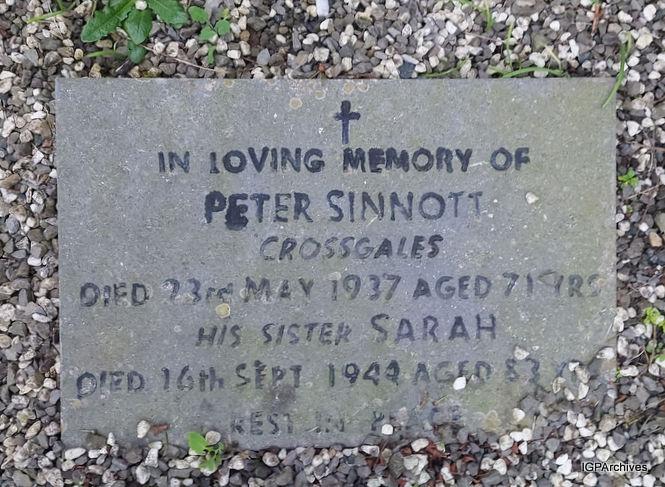 IN LOVING MEMORY OF
PETER SINNOTT
CROSSGALES
DIED 23rd MAY 1937 AGED 71 YRS
HIS SISTER SARAH
DIED 16th SEPT 1944 AGED 83
REST IN PEACE
IGPArchives